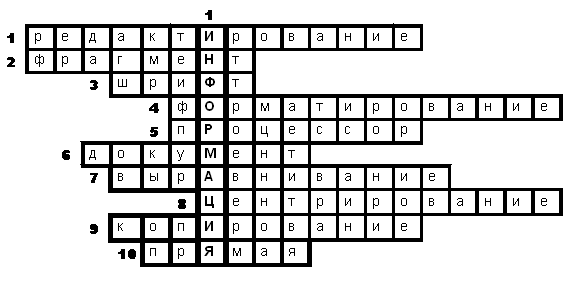 1
1 редактИрование
2 фрагмеНт
3 шриФт
4 фОрматирование
5 пРоцессор
6 докуМент
7 вырАвнивание
8 Центрирование
9 копИрование
10 прЯмая